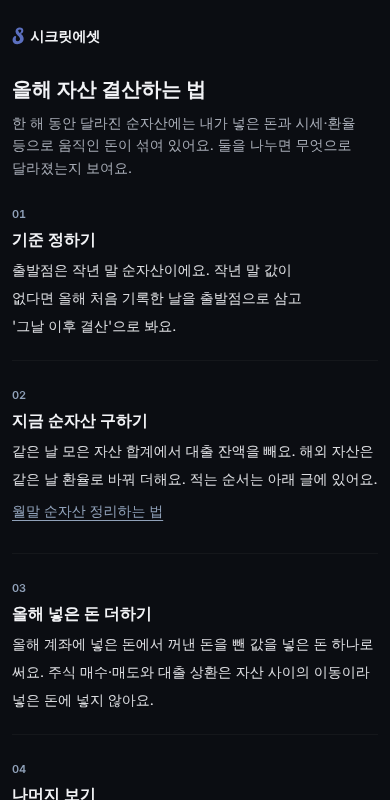 시크릿에셋
올해 자산 결산하는 법
한 해 동안 달라진 순자산에는 내가 넣은 돈과 시세·환율
등으로 움직인 돈이 섞여 있어요. 둘을 나누면 무엇으로
달라졌는지 보여요.
01
기준 정하기
출발점은 작년 말 순자산이에요. 작년 말 값이
없다면 올해 처음 기록한 날을 출발점으로 삼고
'그날 이후 결산'으로 봐요.
02
지금 순자산 구하기
같은 날 모은 자산 합계에서 대출 잔액을 빼요. 해외 자산은
같은 날 환율로 바꿔 더해요. 적는 순서는 아래 글에 있어요.
월말 순자산 정리하는 법
03
올해 넣은 돈 더하기
올해 계좌에 넣은 돈에서 꺼낸 돈을 뺀 값을 넣은 돈 하나로
써요. 주식 매수·매도와 대출 상환은 자산 사이의 이동이라
넣은 돈에 넣지 않아요.
04
나머지 보기